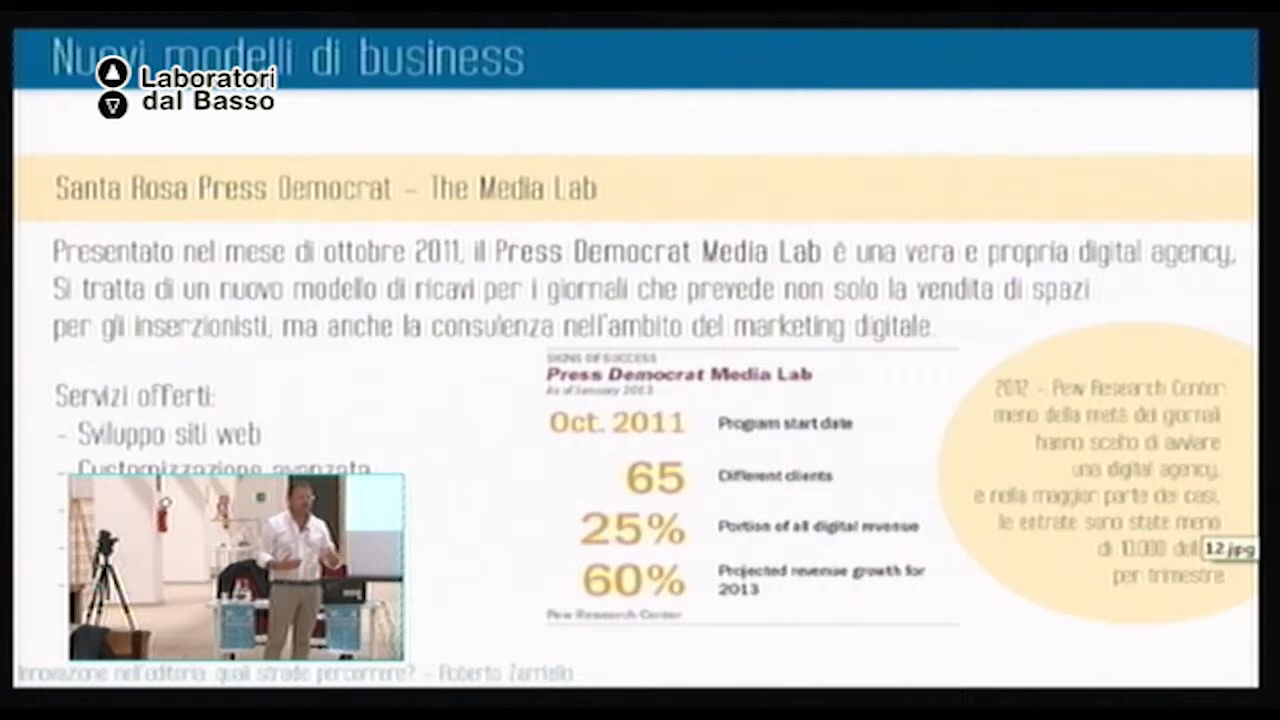 Nuovi modelli di business
Laboratori
dal Basso
Santa Rosa Press Democrat - The Media Lab
Presentato nel mese di ottobre 2011, il Press Democrat Media Lab è una vera e propria digital agency.
Si tratta di un nuovo modello di ricavi per i giornali che prevede non solo la vendita di spazi
per gli inserzionisti, ma anche la consulenza nell'ambito del marketing digitale.
Servizi offerti:
- Sviluppo siti web
- Customizzazione avanzata
SIGNS OF SUCCESS
Press Democrat Media Lab
As of January 2013
Oct. 2011 Program start date
65 Different clients
25% Portion of all digital revenue
60% Projected revenue growth for
2013
Pew Research Center
2012 - Pew Research Center:
meno della metà dei giornali
hanno scelto di avviare
una digital agency,
e nella maggior parte dei casi,
le entrate sono state meno
di 10.000
12.jpg
per trimestre
Innovazione nell'editoria: quali strade percorrere? - Roberto Zarriello